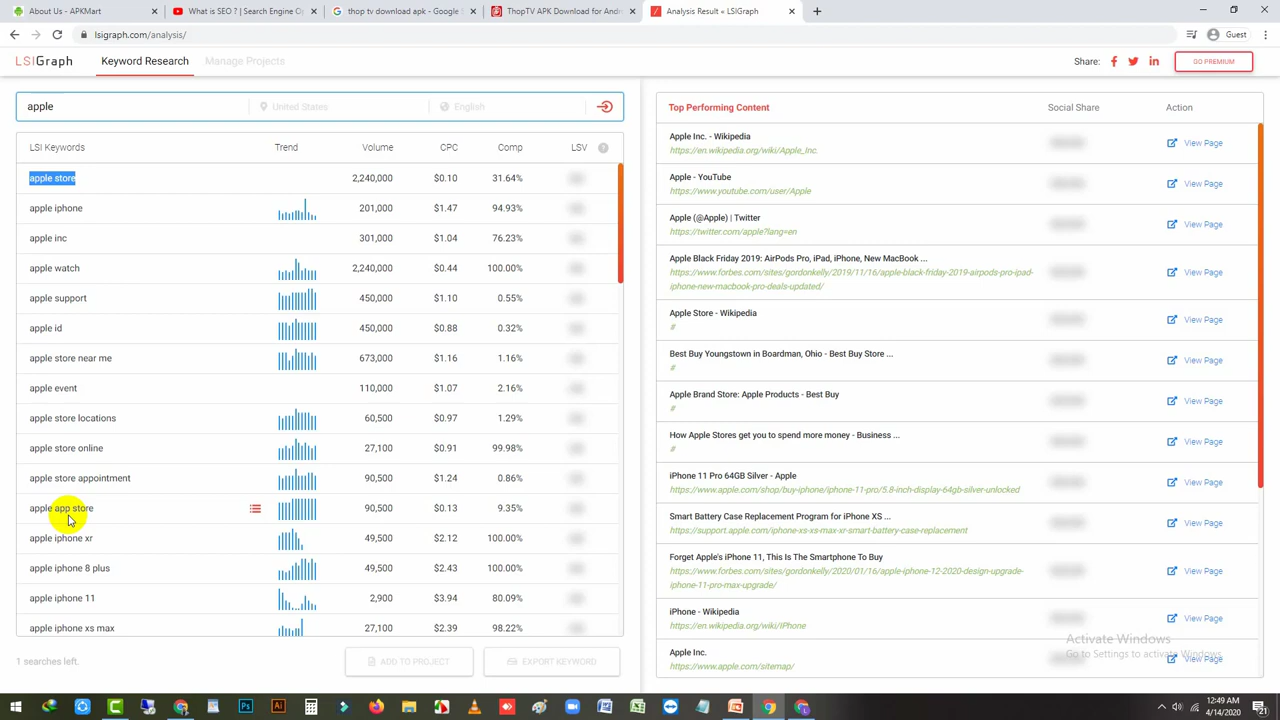 About - APKMarket
What is SEO ? | Search Engine O
thop tv download apk - Google S
ThopTV APK Download for Andro
Analysis Result « LSIGraph
lsigraph.com/analysis/
Guest
LSIGraph
Keyword Research
Manage Projects
Share:
GO PREMIUM
apple
United States
English
LSI Keywords Trend Volume CPC Comp LSV ?
apple store 2,240,000 $0.10 31.64%
apple iphone 201,000 $1.47 94.93%
apple inc 301,000 $1.04 76.23%
apple watch 2,240,000 $0.44 100.00%
apple support 450,000 $1.10 0.55%
apple id 450,000 $0.88 0.32%
apple store near me 673,000 $1.16 1.16%
apple event 110,000 $1.07 2.16%
apple store locations 60,500 $0.97 1.29%
apple store online 27,100 $0.91 99.98%
apple store appointment 90,500 $1.24 0.86%
apple app store 90,500 $0.13 9.35%
apple iphone xr 49,500 $2.12 100.00%
apple iphone 8 plus 49,500 $2.43 100.00%
apple iphone 11 2,900 $3.94 80.09%
apple iphone xs max 27,100 $2.39 98.22%
1 searches left.
ADD TO PROJECT
EXPORT KEYWORD
Top Performing Content Social Share Action
Apple Inc. - Wikipedia
https://en.wikipedia.org/wiki/Apple_Inc.
View Page
Apple - YouTube
https://www.youtube.com/user/Apple
View Page
Apple (@Apple) | Twitter
https://twitter.com/apple?lang=en
View Page
Apple Black Friday 2019: AirPods Pro, iPad, iPhone, New MacBook ...
https://www.forbes.com/sites/gordonkelly/2019/11/16/apple-black-friday-2019-airpods-pro-ipad-
iphone-new-macbook-pro-deals-updated/
View Page
Apple Store - Wikipedia
#
View Page
Best Buy Youngstown in Boardman, Ohio - Best Buy Store ...
#
View Page
Apple Brand Store: Apple Products - Best Buy
#
View Page
How Apple Stores get you to spend more money - Business ...
#
View Page
iPhone 11 Pro 64GB Silver - Apple
https://www.apple.com/shop/buy-iphone/iphone-11-pro/5.8-inch-display-64gb-silver-unlocked
View Page
Smart Battery Case Replacement Program for iPhone XS ...
https://support.apple.com/iphone-xs-xs-max-xr-smart-battery-case-replacement
View Page
Forget Apple's iPhone 11, This Is The Smartphone To Buy
https://www.forbes.com/sites/gordonkelly/2020/01/16/apple-iphone-12-2020-design-upgrade-
iphone-11-pro-max-upgrade/
View Page
iPhone - Wikipedia
https://en.wikipedia.org/wiki/IPhone
View Page
Apple Inc.
https://www.apple.com/sitemap/
View Page
Activate Windows
Go to Settings to activate Windows.
12:49 AM
4/14/2020